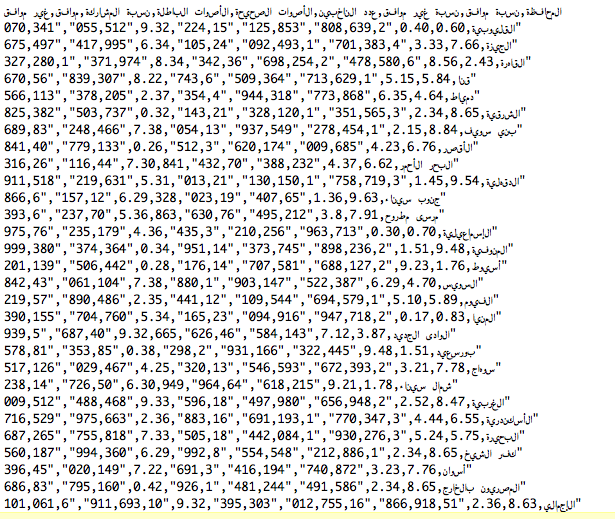 المحافظة,نسبة موافق,نسبة غير موافق,عدد الناخبين,الأصوات الصحيحة,الأصوات الباطلة,نسبة المشاركة,موافق,غير موافق
070,341","055,512",9.32,"224,15","125,853","808,639,2",0.40,0.60,القليوبية"
675,497","417,995",6.34,"105,24","092,493,1","701,383,4",3.33,7.66,الجيزة"
327,280,1","371,974",8.34,"342,36","698,254,2","478,580,6",8.56,2.43,القاهرة"
670,56","839,307",8.22,"743,6","509,364","713,629,1",5.15,5.84,قنا"
566,113","378,205",2.37,"354,4","944,318","773,868",6.35,4.64,دمياط"
825,382","503,737",0.32,"143,21","328,120,1","351,565,3",2.34,8.65,الشرقية"
689,83","248,466",7.38,"054,13","937,549","278,454,1",2.15,8.84,بني سويف"
841,40","779,133",0.26,"512,3","620,174","009,685",4.23,6.76,الأقصر"
316,26","116,44",7.30,841,"432,70","388,232",4.37,6.62,البحر الأحمر"
911,518","219,631",5.31,"013,21","130,150,1","758,719,3",1.45,9.54,الدقهلية"
866,6","157,12",6.29,328,"023,19","407,65",1.36,9.63,جنوب سيناء"
393,6","237,70",5.36,863,"630,76","495,212",3.8,7.91,مرسى مطروح"
975,76","235,179",4.36,"435,3","210,256","963,713",0.30,0.70,الإسماعيلية"
999,380","374,364",0.34,"951,14","373,745","898,236,2",1.51,9.48,المنوفية"
201,139","506,442",0.28,"176,14","707,581","688,127,2",9.23,1.76,أسيوط"
842,43","061,104",7.38,"880,1","903,147","522,387",6.29,4.70,السويس"
219,57","890,486",2.35,"441,12","109,544","694,579,1",5.10,5.89,الفيوم"
390,155","704,760",5.34,"165,23","094,916","947,718,2",0.17,0.83,المنيا"
939,5","687,40",9.32,665,"626,46","584,143",7.12,3.87,الوادى الجديد"
578,81","353,85",0.38,"298,2","931,166","322,445",9.48,1.51,بورسعيد"
517,126","029,467",4.25,"320,13","546,593","672,393,2",3.21,7.78,سوهاج"
238,14","726,50",6.30,949,"964,64","618,215",9.21,1.78,شمال سيناء"
009,512","488,468",9.33,"596,18","497,980","656,948,2",2.52,8.47,الغربية"
716,529","975,663",2.36,"883,16","691,193,1","770,347,3",4.44,6.55,الأسكندرية"
687,265","755,818",7.33,"505,18","442,084,1","930,276,3",5.24,5.75,البحيرة"
560,187","994,360",6.29,"992,8","554,548","212,886,1",2.34,8.65,كفر الشيخ"
396,45","020,149",7.22,"691,3","416,194","740,872",3.23,7.76,أسوان"
686,83","795,160",0.42,"926,1","481,244","491,586",2.34,8.65,المصريون بالخارج"
101,061,6","911,693,10",9.32,"395,303","012,755,16","866,918,51",2.36,8.63,الإجمالي"